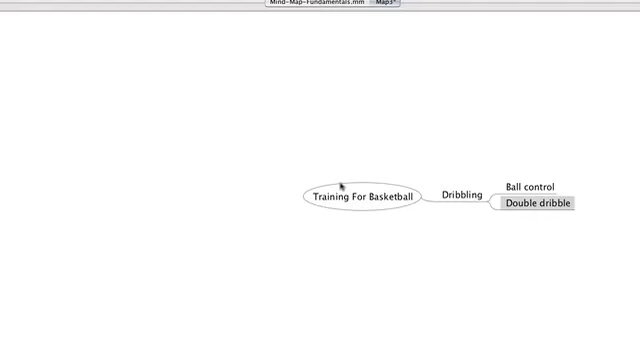 Mind-Map-Fundamentals.mm Map3*
Ball control
Training For Basketball Dribbling
Double dribble